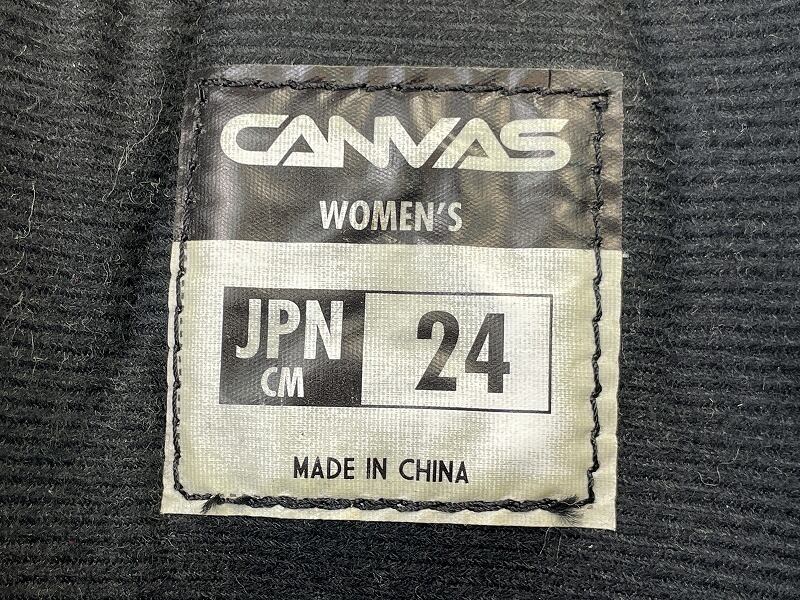 CANVAS
WOMEN'S
JPN CM 24
MADE IN CHINA